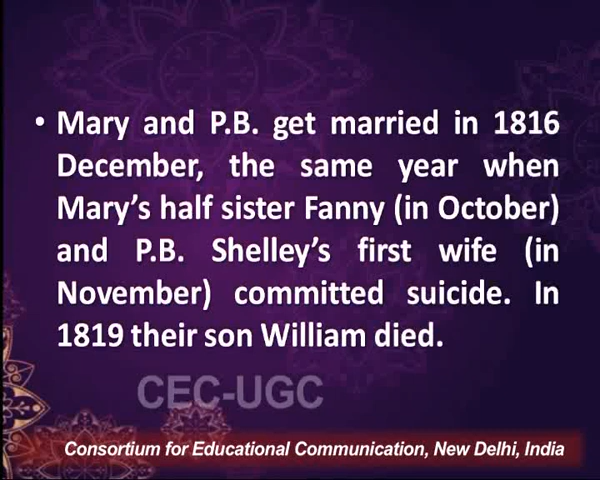 • Mary and P.B. get married in 1816
December, the same year when
Mary's half sister Fanny (in October)
and P.B. Shelley's first wife (in
November) committed suicide. In
1819 their son William died.
CEC-UGC
Consortium for Educational Communication, New Delhi, India